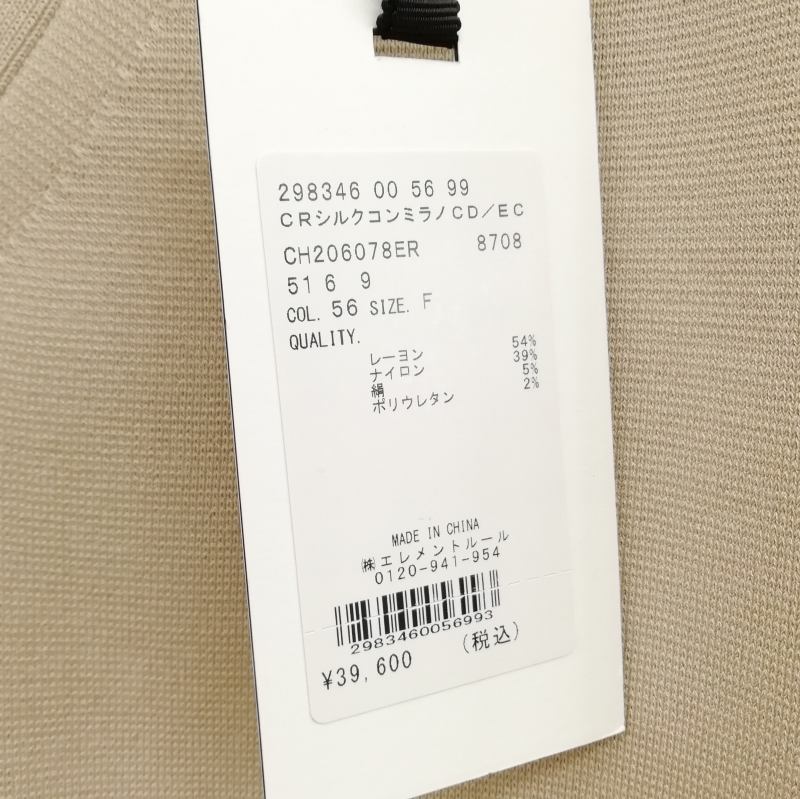 298346 00 56 99
CRシルクコンミラノCD/EC
CH206078ER 8708
51 6 9
COL. 56 SIZE. F
QUALITY.
レーヨン 54%
ナイロン 39%
絹 5%
ポリウレタン 2%
MADE IN CHINA
㈱エレメントルール
0120-941-954
2983460056993
¥39,600 (税込)